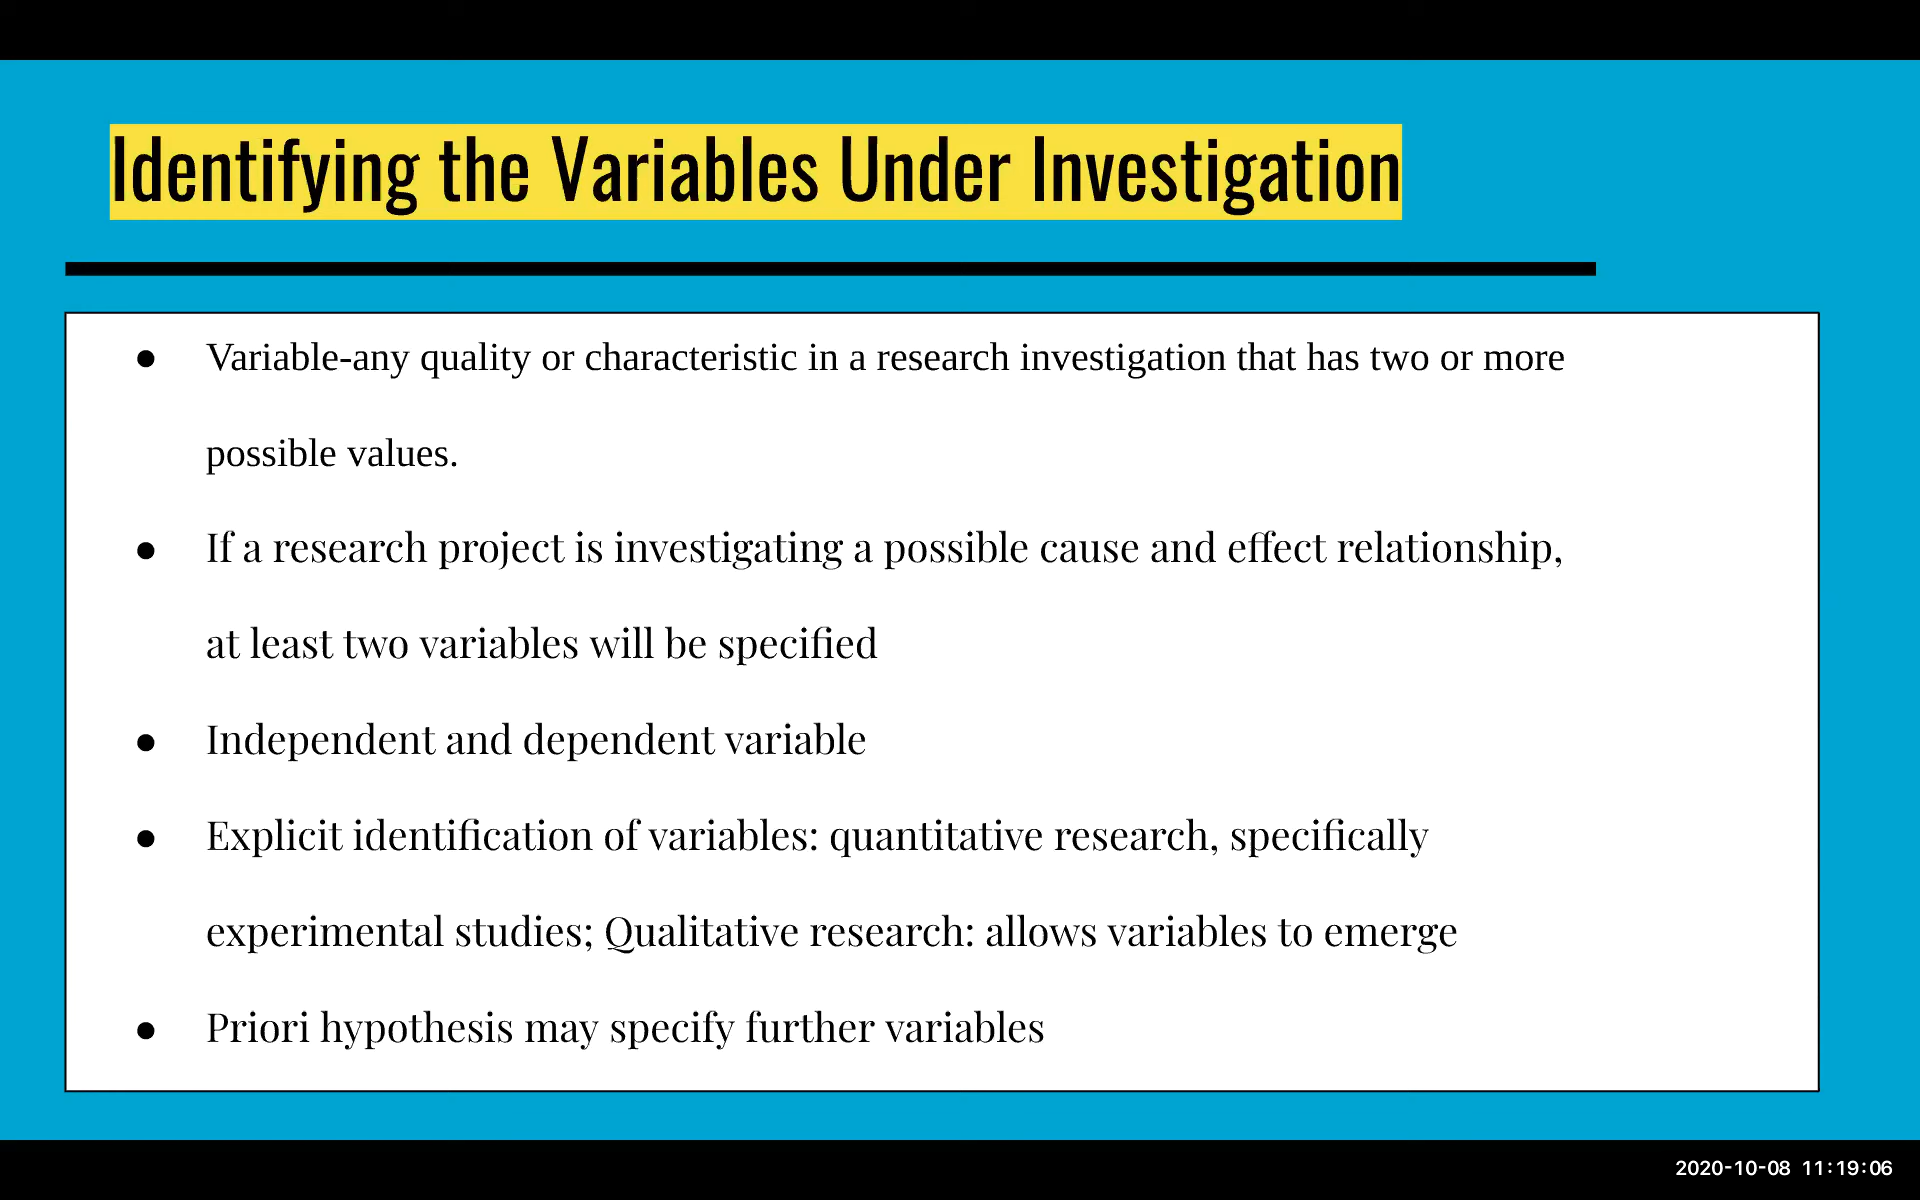 Identifying the Variables Under Investigation
● Variable-any quality or characteristic in a research investigation that has two or more
possible values.
● If a research project is investigating a possible cause and effect relationship,
at least two variables will be specified
● Independent and dependent variable
● Explicit identification of variables: quantitative research, specifically
experimental studies; Qualitative research: allows variables to emerge
● Priori hypothesis may specify further variables
2020-10-08 11:19:06